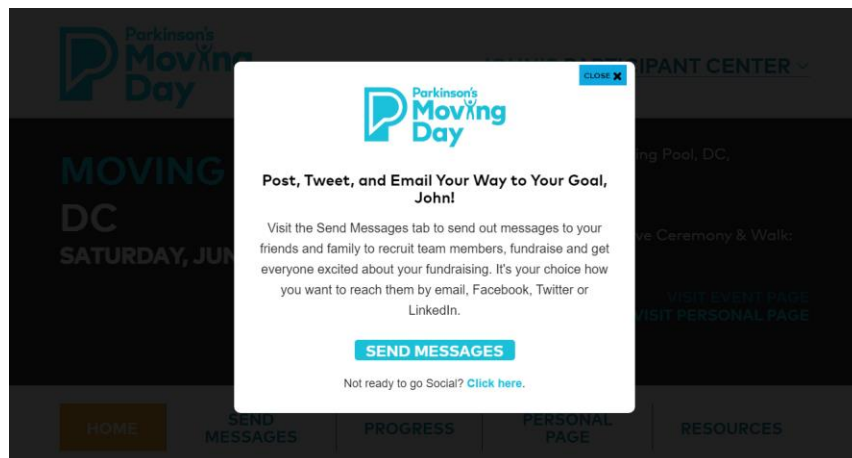 Parkinson's
Moving
Day
PARTICIPANT CENTER
MOVING
DC
SATURDAY, JUN
ing Pool, DC,
ve Ceremony & Walk:
VISIT EVENT PAGE
VISIT PERSONAL PAGE
CLOSE X
Parkinson's
Moving
Day
Post, Tweet, and Email Your Way to Your Goal,
John!
Visit the Send Messages tab to send out messages to your
friends and family to recruit team members, fundraise and get
everyone excited about your fundraising. It's your choice how
you want to reach them by email, Facebook, Twitter or
LinkedIn.
SEND MESSAGES
Not ready to go Social? Click here.
HOME
SEND
MESSAGES
PROGRESS
PERSONAL
PAGE
RESOURCES